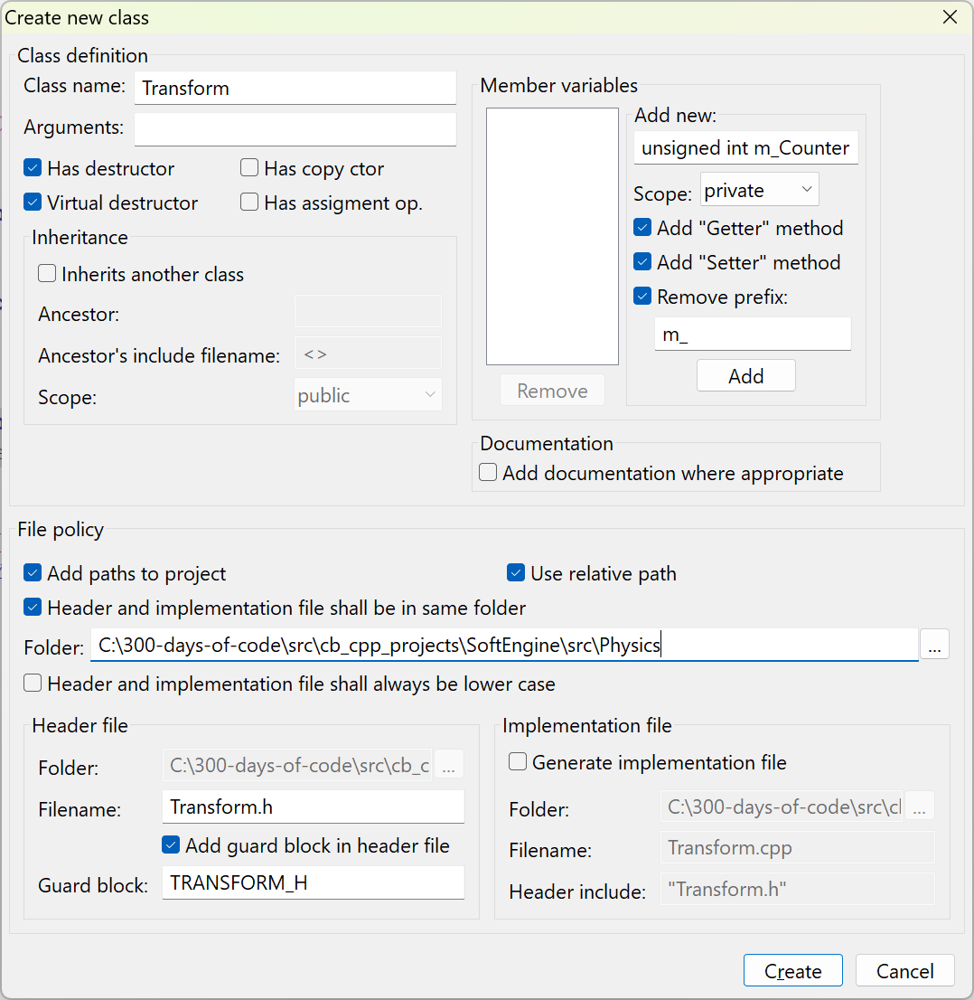 Create new class
Class definition
Class name: Transform
Arguments:
Has destructor
Has copy ctor
Virtual destructor
Has assigment op.
Inheritance
Inherits another class
Ancestor:
Ancestor's include filename: <>
Scope: public
Member variables
Add new:
unsigned int m_Counter
Scope: private
Add "Getter" method
Add "Setter" method
Remove prefix:
m_
Add
Remove
Documentation
Add documentation where appropriate
File policy
Add paths to project
Use relative path
Header and implementation file shall be in same folder
Folder: C:\300-days-of-code\src\cb_cpp_projects\SoftEngine\src\Physics ...
Header and implementation file shall always be lower case
Header file
Folder: C:\300-days-of-code\src\cb_c ...
Filename: Transform.h
Add guard block in header file
Guard block: TRANSFORM_H
Implementation file
Generate implementation file
Folder: C:\300-days-of-code\src\cl ...
Filename: Transform.cpp
Header include: "Transform.h"
Create
Cancel